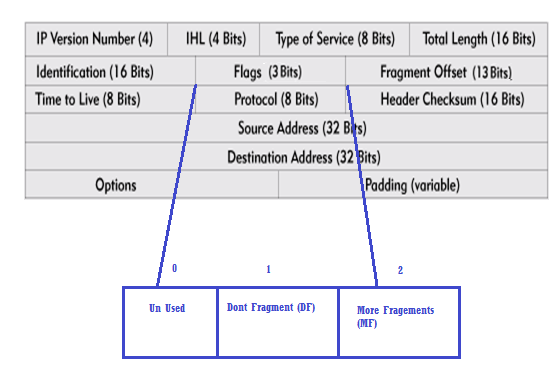 IP Version Number (4) IHL (4 Bits) Type of Service (8 Bits) Total Length (16 Bits)
Identification (16 Bits) Flags (3 Bits) Fragment Offset (13 Bits)
Time to Live (8 Bits) Protocol (8 Bits) Header Checksum (16 Bits)
Source Address (32 Bits)
Destination Address (32 Bits)
Options Padding (variable)
0 1 2
Un Used Dont Fragment (DF) More Fragements
(MF)